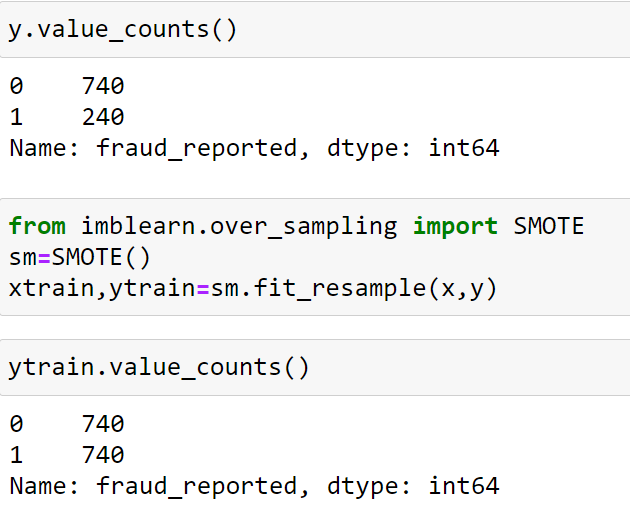 y.value_counts()
0    740
1    240
Name: fraud_reported, dtype: int64
from imblearn.over_sampling import SMOTE
sm=SMOTE()
xtrain,ytrain=sm.fit_resample(x,y)
ytrain.value_counts()
0    740
1    740
Name: fraud_reported, dtype: int64